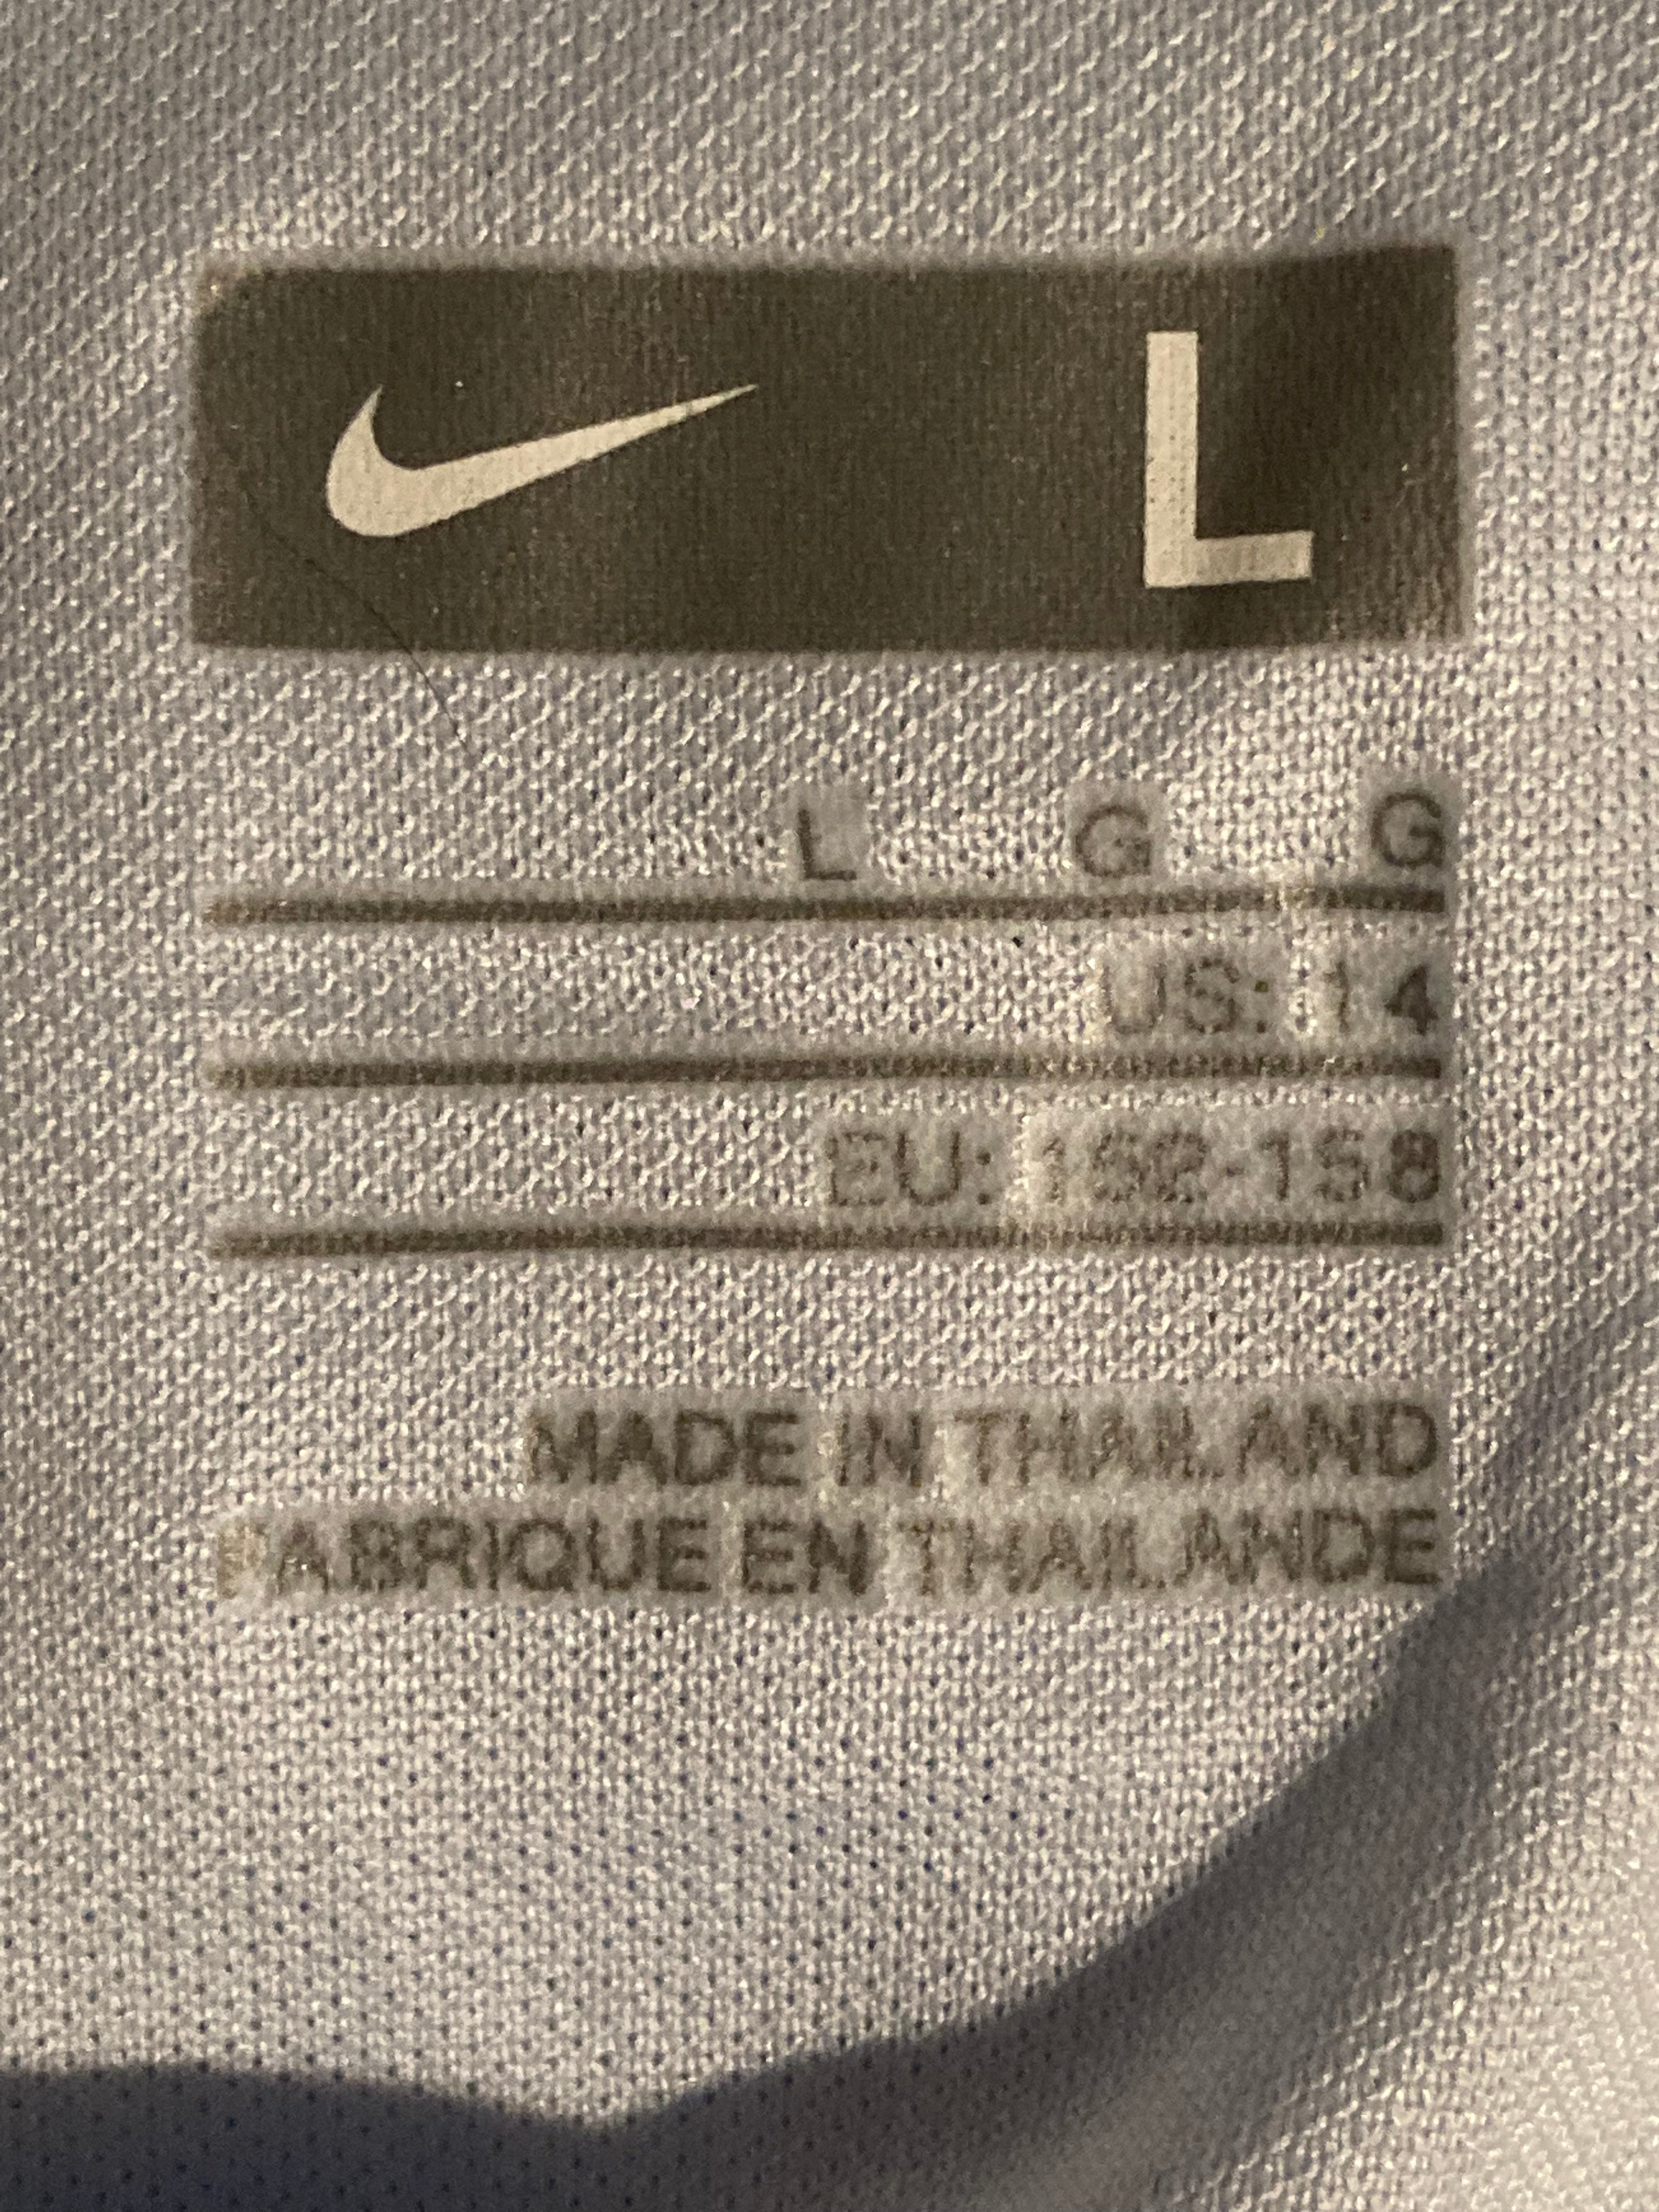 L
L G G
US: 14
EU: 152-158
MADE IN THAILAND
FABRIQUE EN THAILANDE